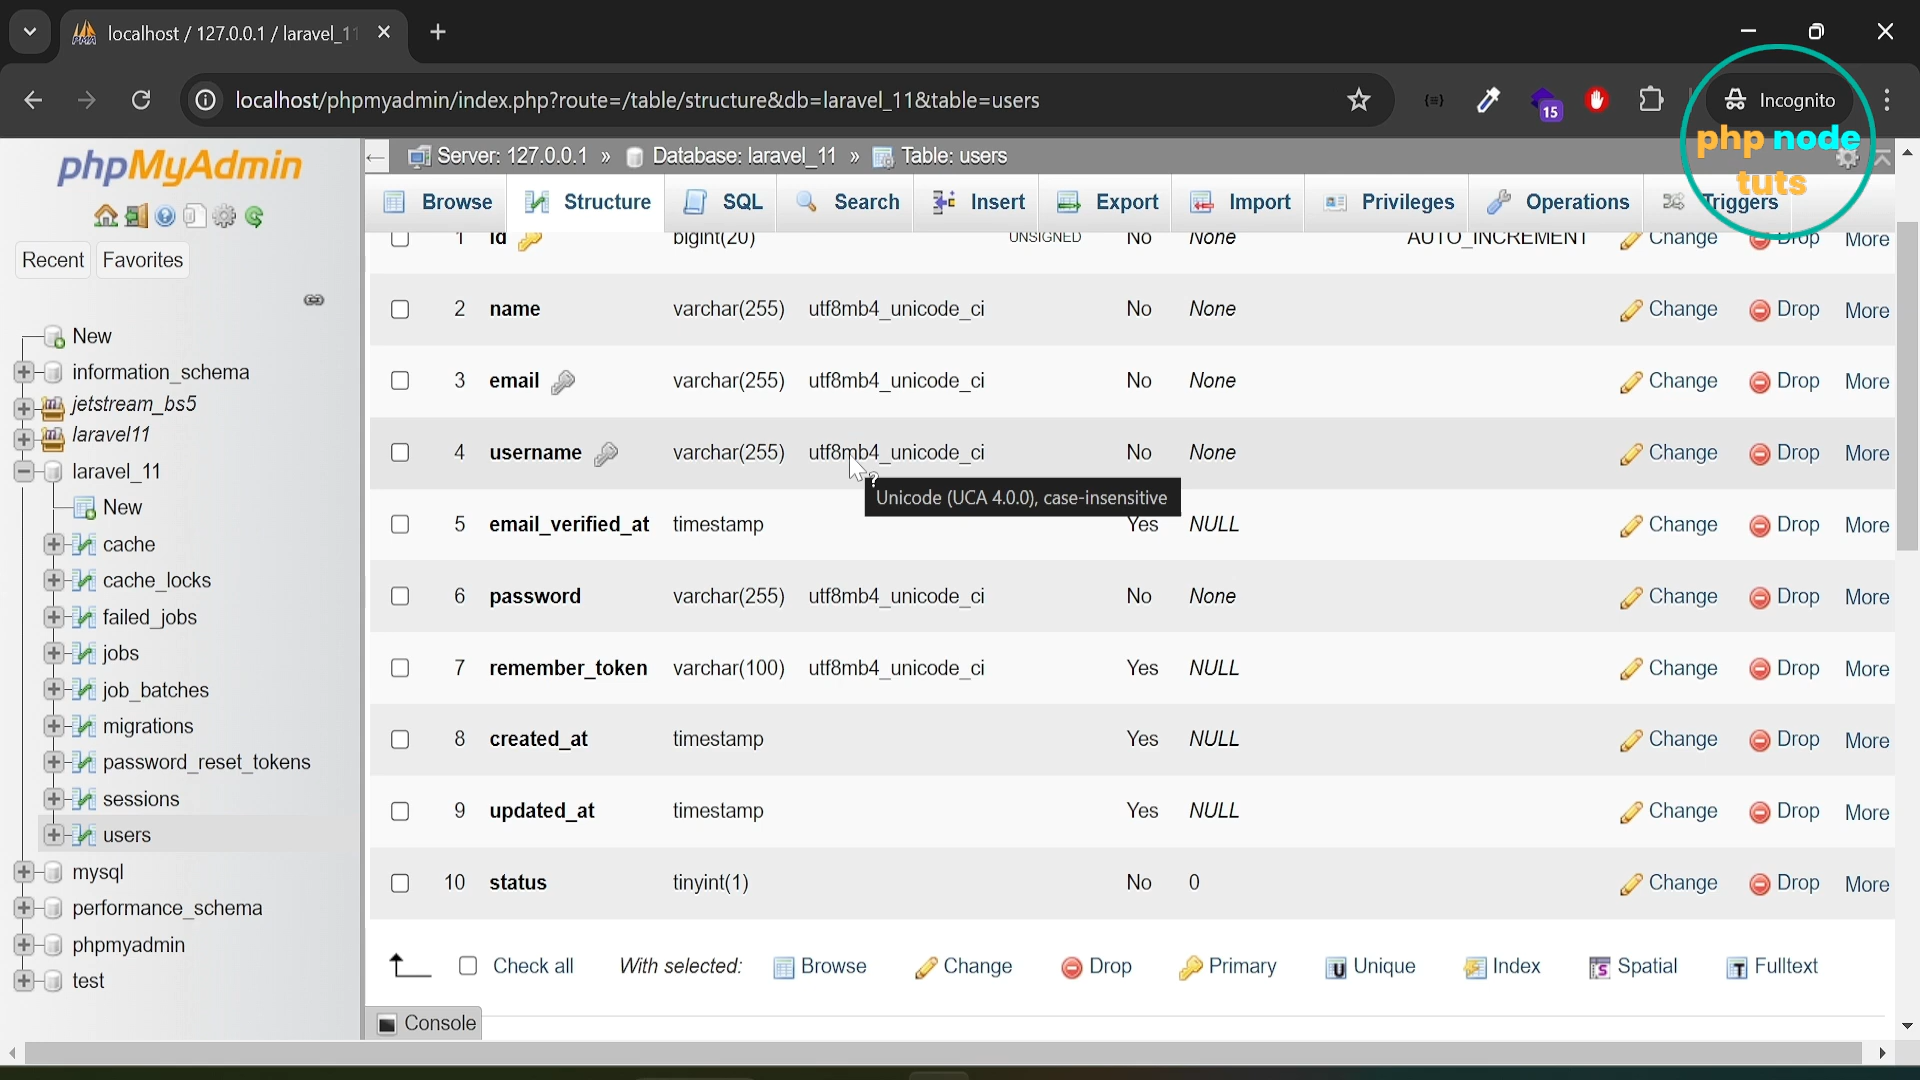 localhost / 127.0.0.1 / laravel_11
localhost/phpmyadmin/index.php?route=/table/structure&db=laravel_11&table=users
15
Incognito
php node
tuts
phpMyAdmin
Recent Favorites
New
information_schema
jetstream_bs5
laravel11
laravel_11
New
cache
cache_locks
failed_jobs
jobs
job_batches
migrations
password_reset_tokens
sessions
users
mysql
performance_schema
phpmyadmin
test
Server: 127.0.0.1 » Database: laravel_11 » Table: users
Browse Structure SQL Search Insert Export Import Privileges Operations Triggers
1 id bigint(20) UNSIGNED No None AUTO_INCREMENT Change Drop More
2 name varchar(255) utf8mb4_unicode_ci No None Change Drop More
3 email varchar(255) utf8mb4_unicode_ci No None Change Drop More
4 username varchar(255) utf8mb4_unicode_ci No None Change Drop More
Unicode (UCA 4.0.0), case-insensitive
5 email_verified_at timestamp Yes NULL Change Drop More
6 password varchar(255) utf8mb4_unicode_ci No None Change Drop More
7 remember_token varchar(100) utf8mb4_unicode_ci Yes NULL Change Drop More
8 created_at timestamp Yes NULL Change Drop More
9 updated_at timestamp Yes NULL Change Drop More
10 status tinyint(1) No 0 Change Drop More
Check all With selected: Browse Change Drop Primary Unique Index Spatial Fulltext
Console